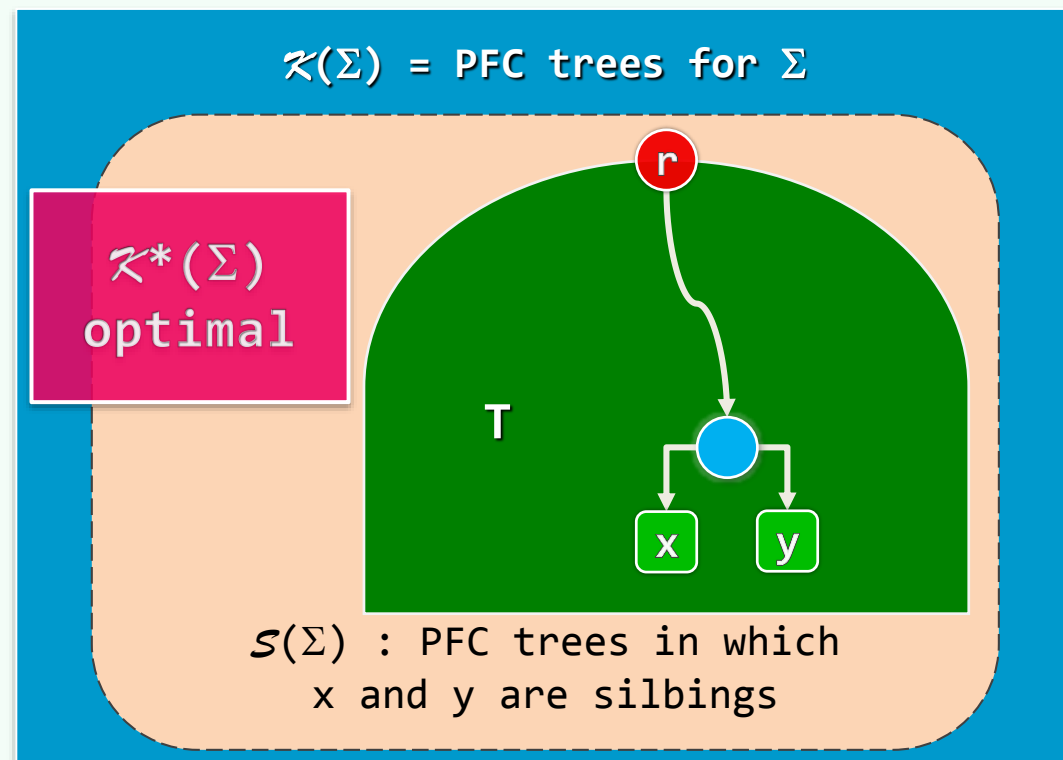 𝒦(Σ) = PFC trees for Σ
r
𝒦*(Σ)
optimal
T
x
y
𝒮(Σ) : PFC trees in which
x and y are silbings